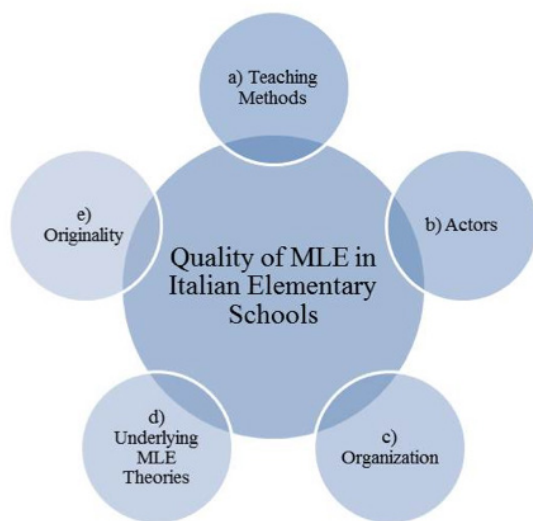 a) Teaching
Methods
e)
Originality
b) Actors
Quality of MLE in
Italian Elementary
Schools
d)
Underlying
MLE
Theories
c)
Organization